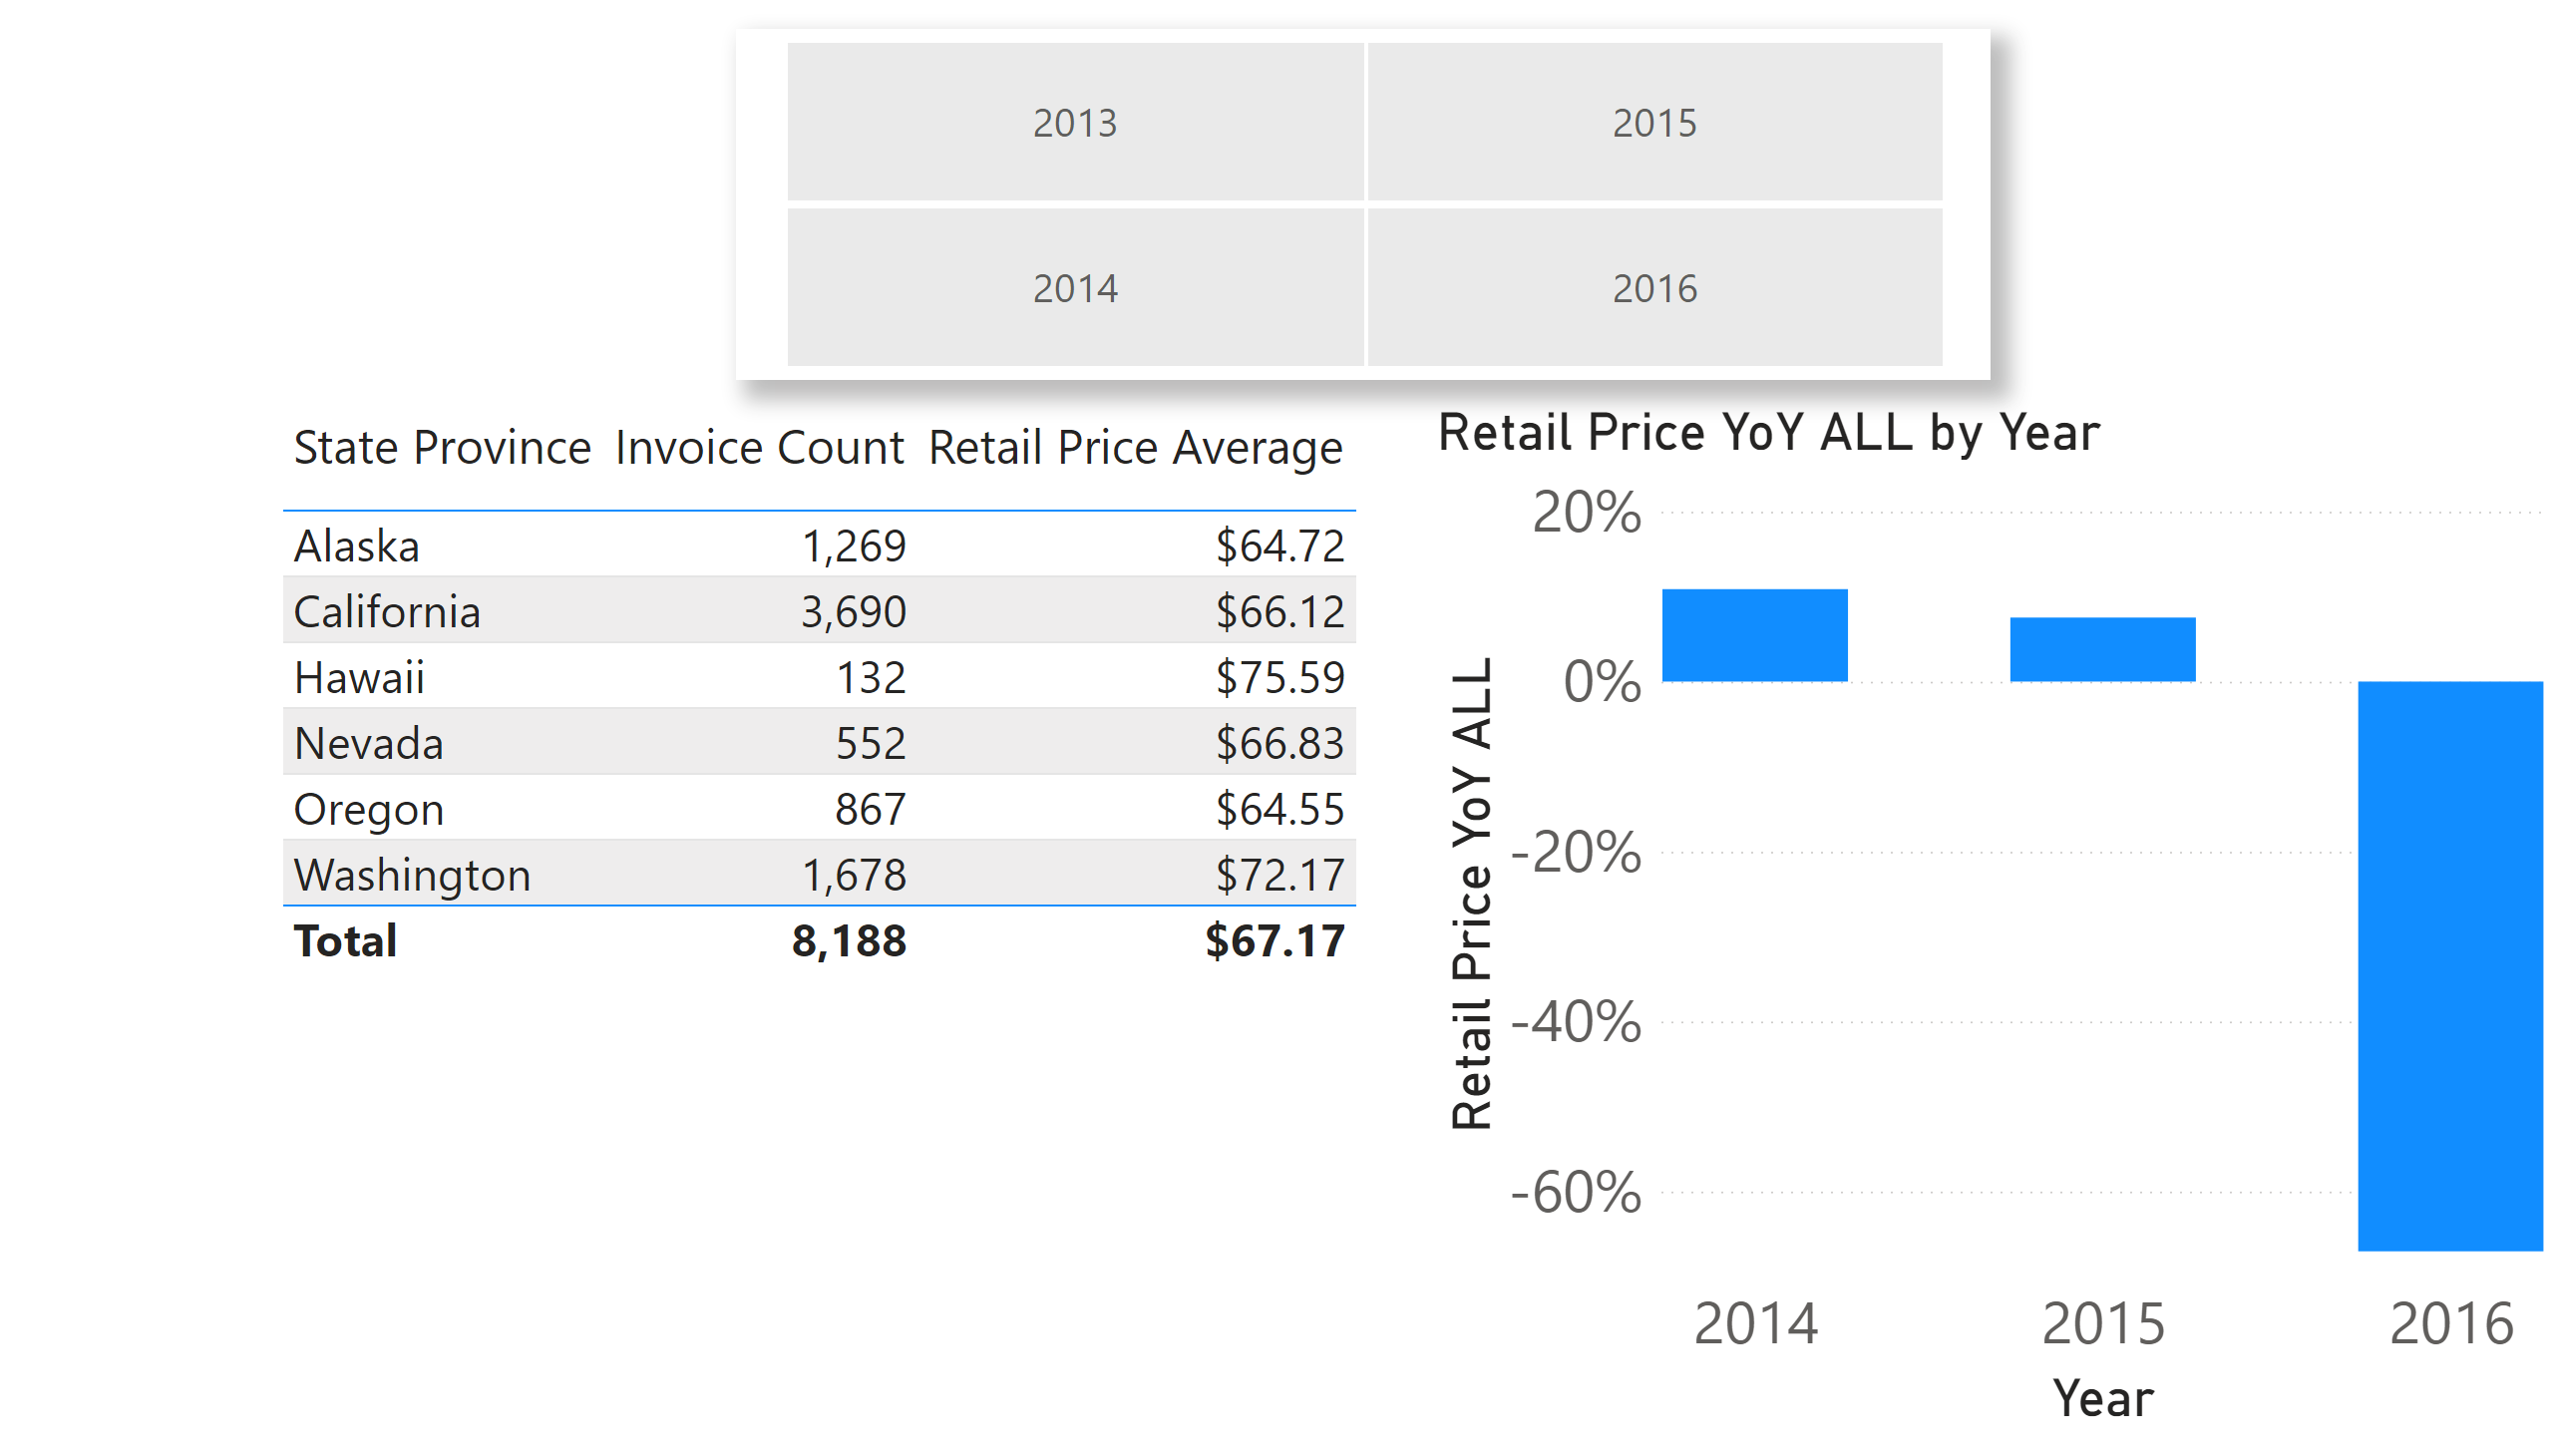 2013 2015
2014 2016
State Province Invoice Count Retail Price Average
Alaska 1,269 $64.72
California 3,690 $66.12
Hawaii 132 $75.59
Nevada 552 $66.83
Oregon 867 $64.55
Washington 1,678 $72.17
Total 8,188 $67.17
Retail Price YoY ALL by Year
Retail Price YoY ALL
20%
0%
-20%
-40%
-60%
2014 2015 2016
Year